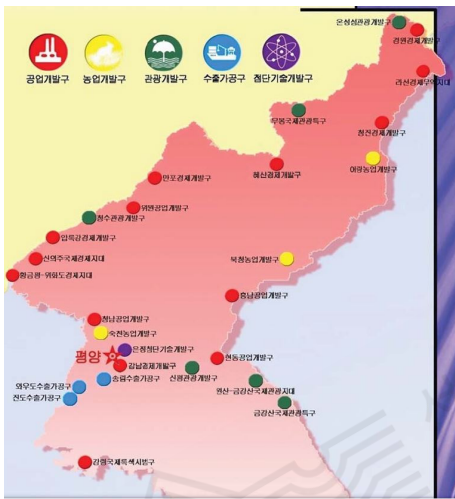 공업개발구
농업개발구
관광개발구
수출가공구
첨단기술개발구
온성섬관광개발구
경원경제개발구
라선경제무역지대
무봉국제관광특구
청진경제개발구
어랑농업개발구
혜산경제개발구
만포경제개발구
위원공업개발구
청수관광개발구
압록강경제개발구
신의주국제경제지대
황금평-위화도경제지대
북청농업개발구
흥남공업개발구
청남공업개발구
숙천농업개발구
은정첨단기술개발구
평양
강남경제개발구
송림수출가공구
와우도수출가공구
진도수출가공구
신평관광개발구
현동공업개발구
원산-금강산국제관광지대
금강산국제관광특구
강령국제록색시범구